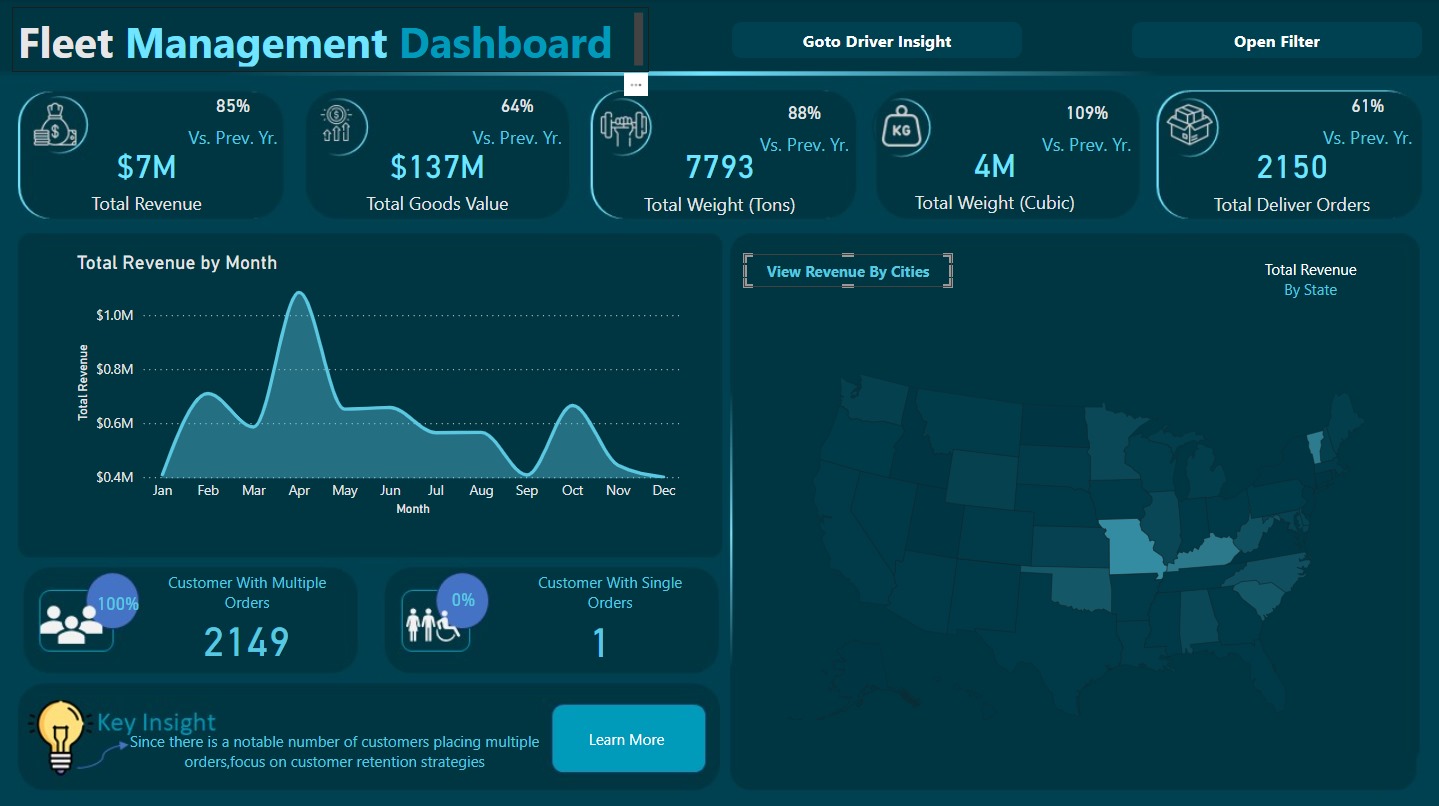 Fleet Management Dashboard
Goto Driver Insight
Open Filter
85%
Vs. Prev. Yr.
$7M
Total Revenue
64%
Vs. Prev. Yr.
$137M
Total Goods Value
88%
Vs. Prev. Yr.
7793
Total Weight (Tons)
109%
Vs. Prev. Yr.
KG
4M
Total Weight (Cubic)
61%
Vs. Prev. Yr.
2150
Total Deliver Orders
Total Revenue by Month
Total Revenue
$1.0M
$0.8M
$0.6M
$0.4M
Jan Feb Mar Apr May Jun Jul Aug Sep Oct Nov Dec
Month
View Revenue By Cities
Total Revenue
By State
100%
Customer With Multiple
Orders
2149
0%
Customer With Single
Orders
1
Key Insight
Since there is a notable number of customers placing multiple
orders,focus on customer retention strategies
Learn More